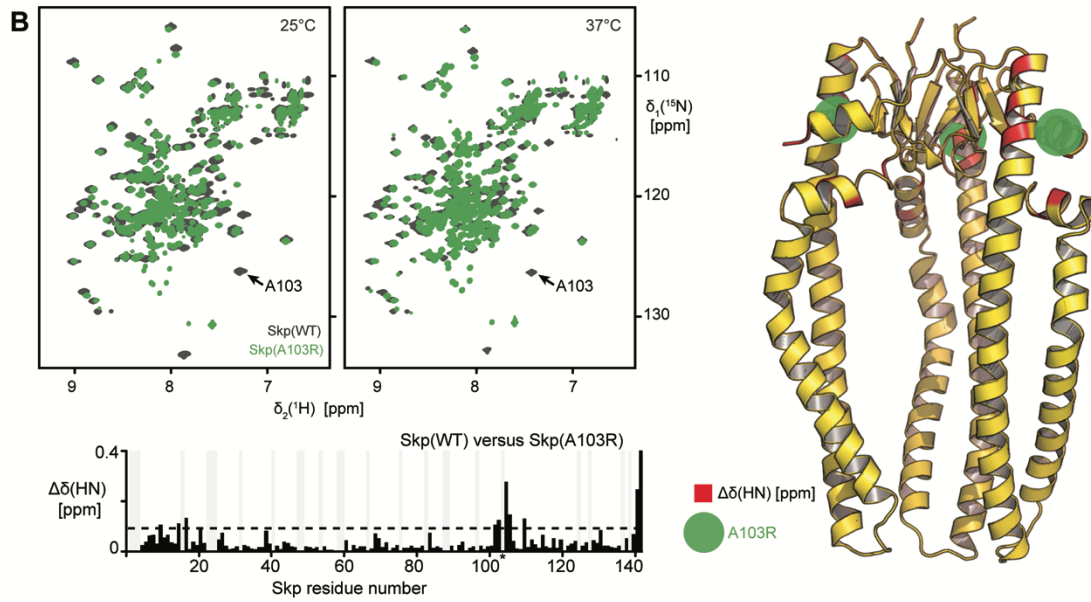 B
25°C
37°C
A103
A103
Skp(WT)
Skp(A103R)
110
120
130
δ₁(¹⁵N)
[ppm]
9
8
7
9
8
7
δ₂(¹H) [ppm]
Skp(WT) versus Skp(A103R)
0.4
Δδ(HN)
[ppm]
0
20
40
60
80
100
*
120
140
Skp residue number
Δδ(HN) [ppm]
A103R